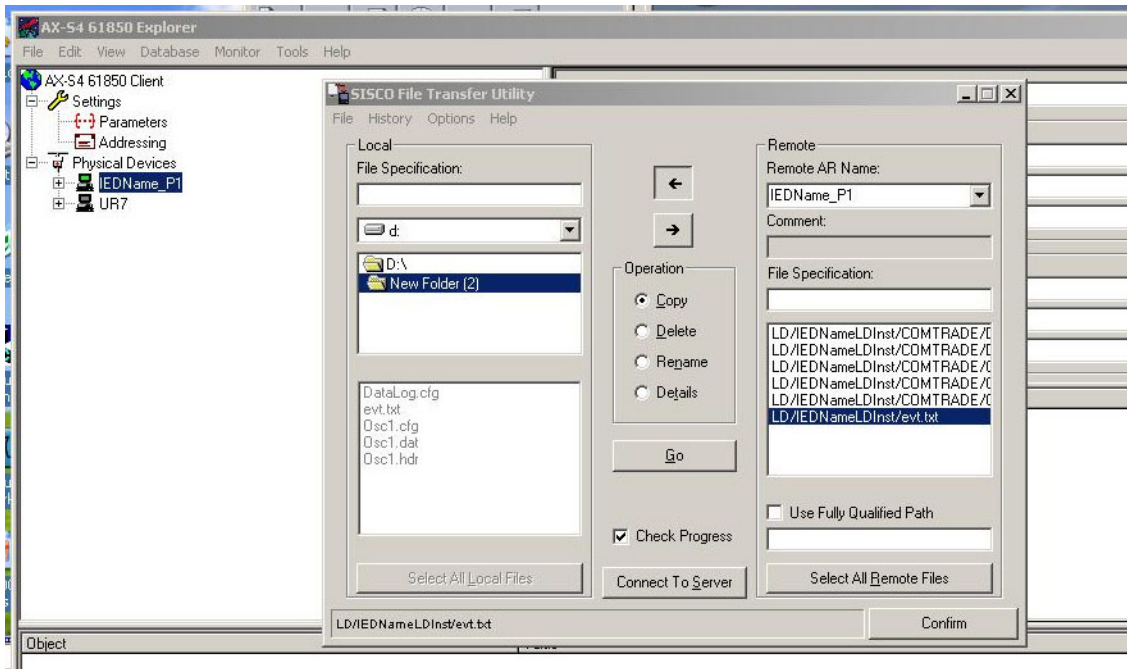 AX-S4 61850 Explorer
File Edit View Database Monitor Tools Help
AX-S4 61850 Client
Settings
Parameters
Addressing
Physical Devices
IEDName_P1
UR7
SISCO File Transfer Utility
File History Options Help
Local
File Specification:
d:
D:\
New Folder (2)
DataLog.cfg
evt.txt
Osc1.cfg
Osc1.dat
Osc1.hdr
Select All Local Files
Operation
Copy
Delete
Rename
Details
Go
Check Progress
Connect To Server
Remote
Remote AR Name:
IEDName_P1
Comment:
File Specification:
LD/IEDNameLDInst/COMTRADE/
LD/IEDNameLDInst/COMTRADE/
LD/IEDNameLDInst/COMTRADE/
LD/IEDNameLDInst/COMTRADE/
LD/IEDNameLDInst/COMTRADE/
LD/IEDNameLDInst/evt.txt
Use Fully Qualified Path
Select All Remote Files
LD/IEDNameLDInst/evt.txt
Confirm
Object